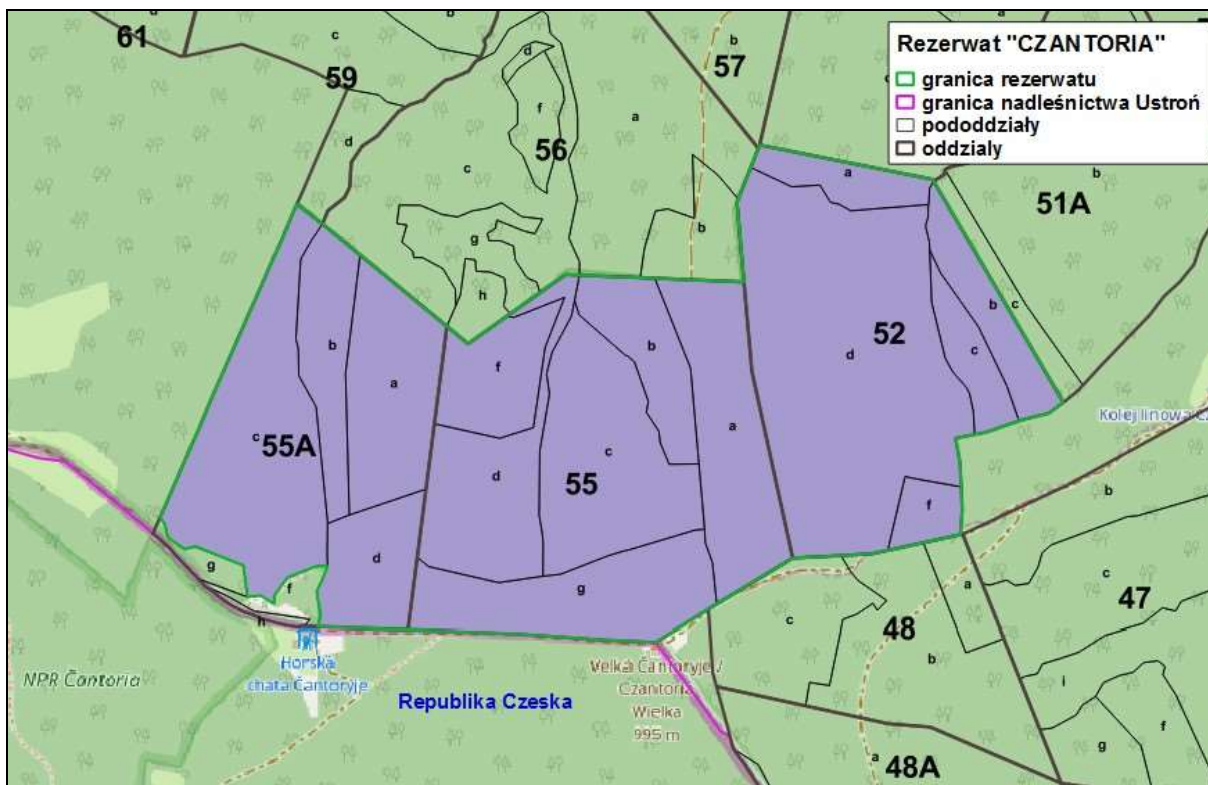 Rezerwat "CZANTORIA"
granica rezerwatu
granica nadleśnictwa Ustroń
pododdziały
oddzialy
61
59
c
d
b
56
d
f
a
c
g
h
b
57
b
a
51A
b
c
52
a
b
c
d
f
55A
c
b
a
d
g
f
h
55
f
b
c
a
d
g
48
c
b
a
48A
a
47
b
c
i
f
g
Kolej linowa
Horská
chata Čantoryje
NPR Čantoria
Republika Czeska
Velká Čantoryje /
Czantoria
Wielka
995 m